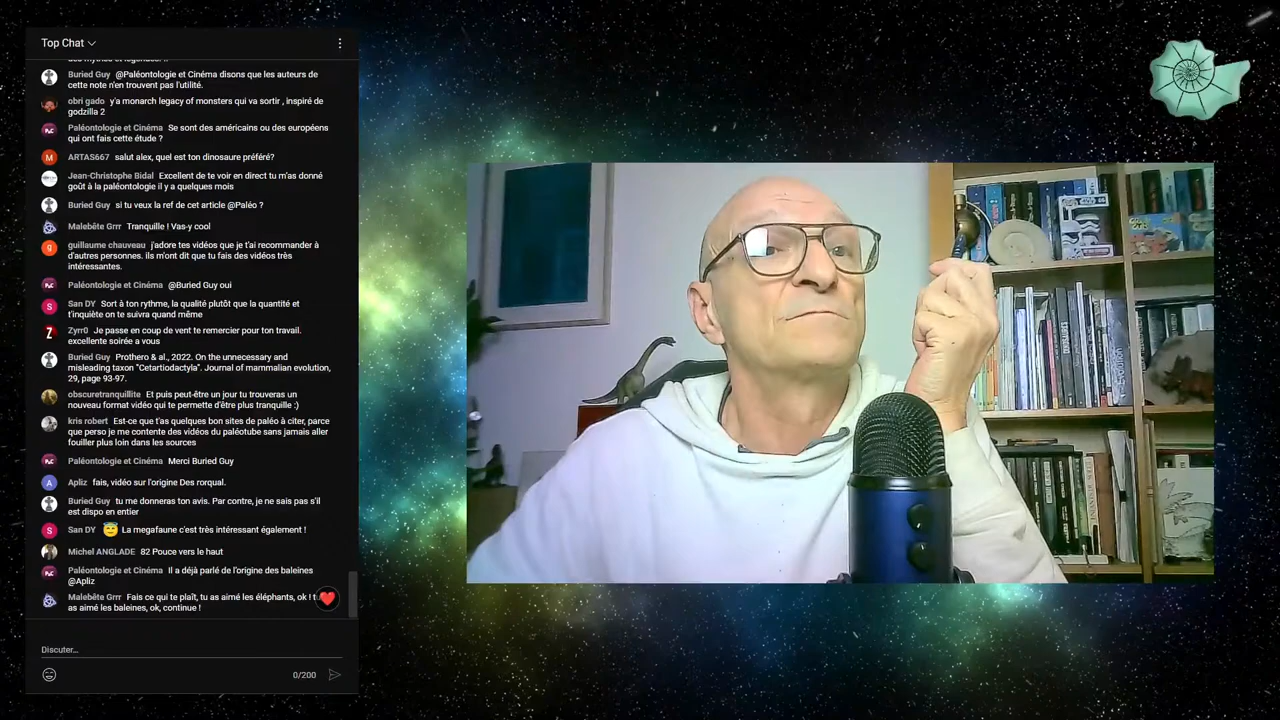 Top Chat
des mythes et légendes. ..
Buried Guy @Paléontologie et Cinéma disons que les auteurs de
cette note n'en trouvent pas l'utilité.
obri gado y'a monarch legacy of monsters qui va sortir , inspiré de
godzilla 2
Paléontologie et Cinéma Se sont des américains ou des européens
qui ont fais cette étude ?
ARTAS667 salut alex, quel est ton dinosaure préféré?
Jean-Christophe Bidal Excellent de te voir en direct tu m'as donné
goût à la paléontologie il y a quelques mois
Buried Guy si tu veux la ref de cet article @Paléo ?
Malebête Grrr Tranquille ! Vas-y cool
guillaume chauveau j'adore tes vidéos que je t'ai recommander à
d'autres personnes. ils m'ont dit que tu fais des vidéos très
intéressantes.
Paléontologie et Cinéma @Buried Guy oui
San DY Sort à ton rythme, la qualité plutôt que la quantité et
t'inquiète on te suivra quand même
Zyrr0 Je passe en coup de vent te remercier pour ton travail.
excellente soirée a vous
Buried Guy Prothero & al., 2022. On the unnecessary and
misleading taxon "Cetartiodactyla". Journal of mammalian evolution,
29, page 93-97.
obscuretranquillite Et puis peut-être un jour tu trouveras un
nouveau format vidéo qui te permette d'être plus tranquille :)
kris robert Est-ce que t'as quelques bon sites de paléo à citer, parce
que perso je me contente des vidéos du paléotube sans jamais aller
fouiller plus loin dans les sources
Paléontologie et Cinéma Merci Buried Guy
Apliz fais, vidéo sur l'origine Des rorqual.
Buried Guy tu me donneras ton avis. Par contre, je ne sais pas s'il
est dispo en entier
San DY La megafaune c'est très intéressant également !
Michel ANGLADE 82 Pouce vers le haut
Paléontologie et Cinéma Il a déjà parlé de l'origine des baleines
@Apliz
Malebête Grrr Fais ce qui te plaît, tu as aimé les éléphants, ok !
as aimé les baleines, ok, continue !
Discuter...
0/200
STAR WARS
Evolution